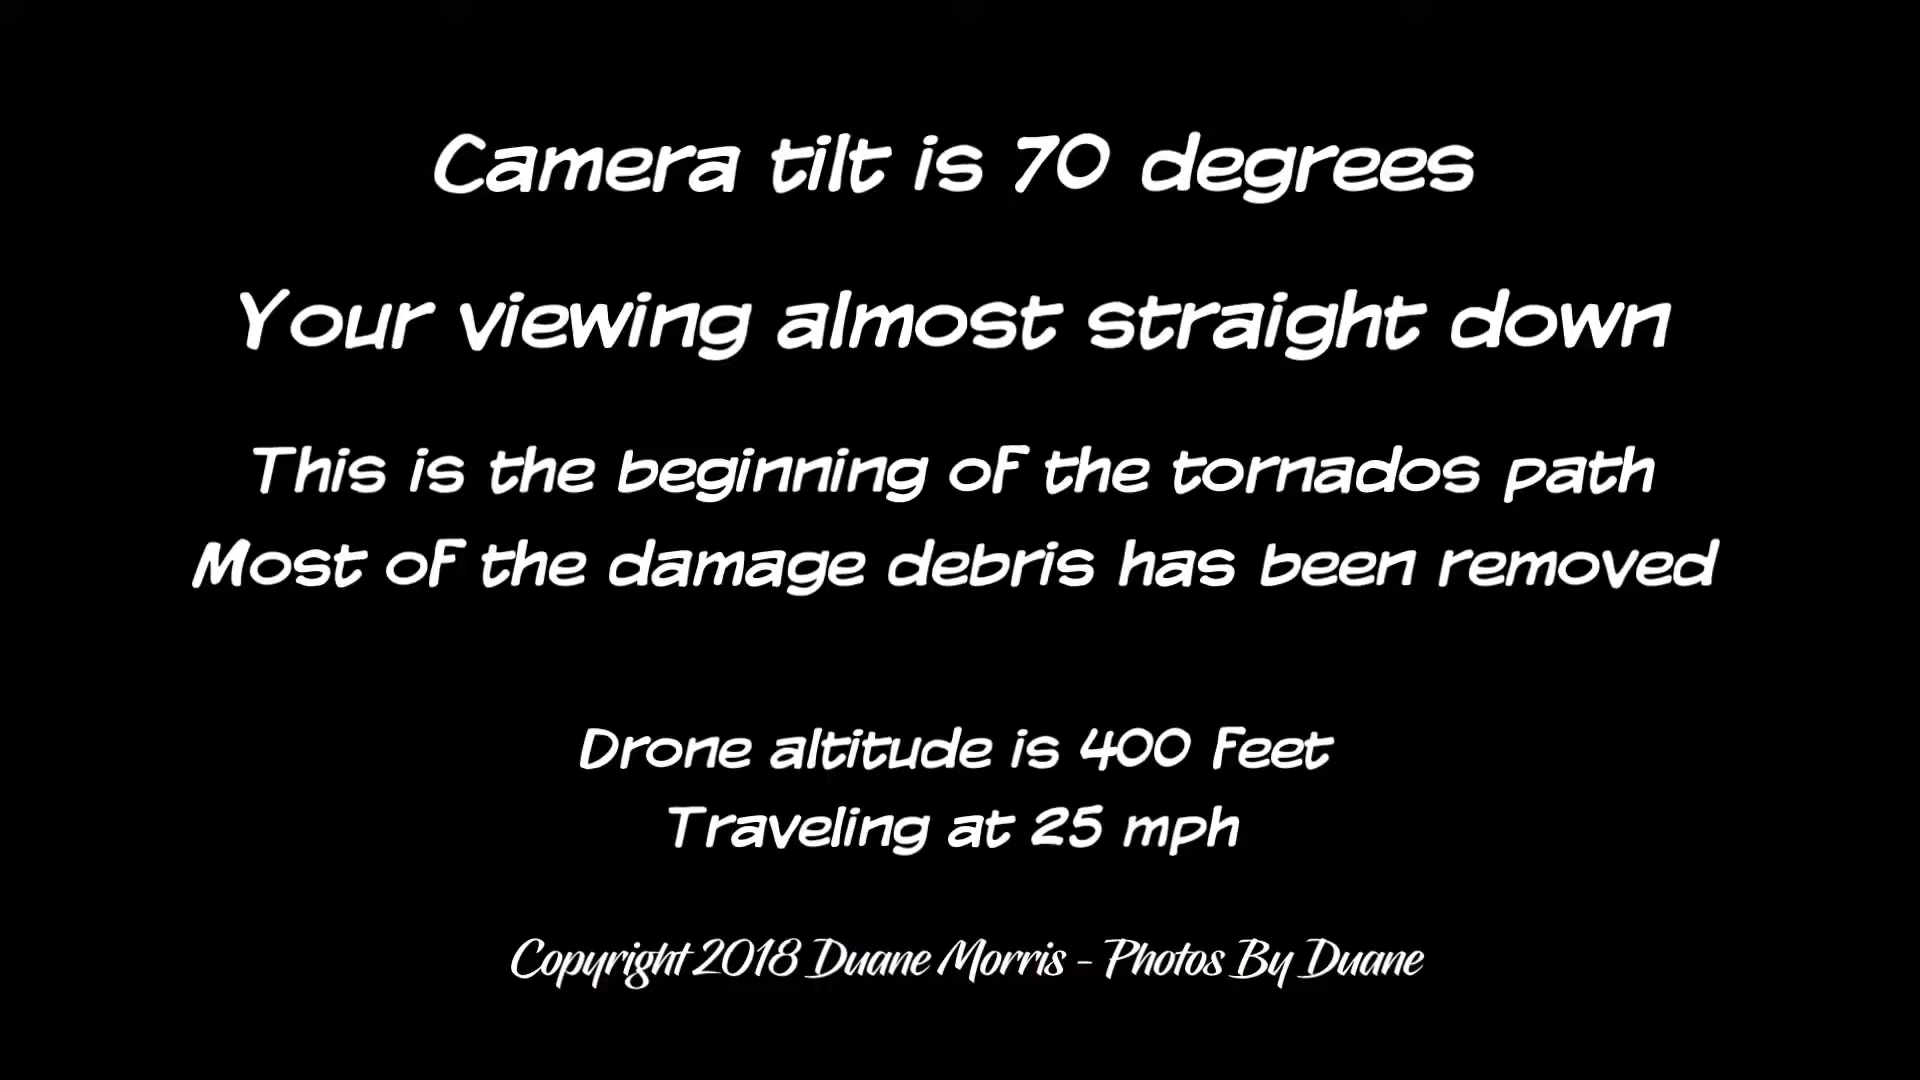 Camera tilt is 70 degrees
Your viewing almost straight down
This is the beginning of the tornados path
Most of the damage debris has been removed
Drone altitude is 400 feet
Traveling at 25 mph
Copyright 2018 Duane Morris - Photos By Duane